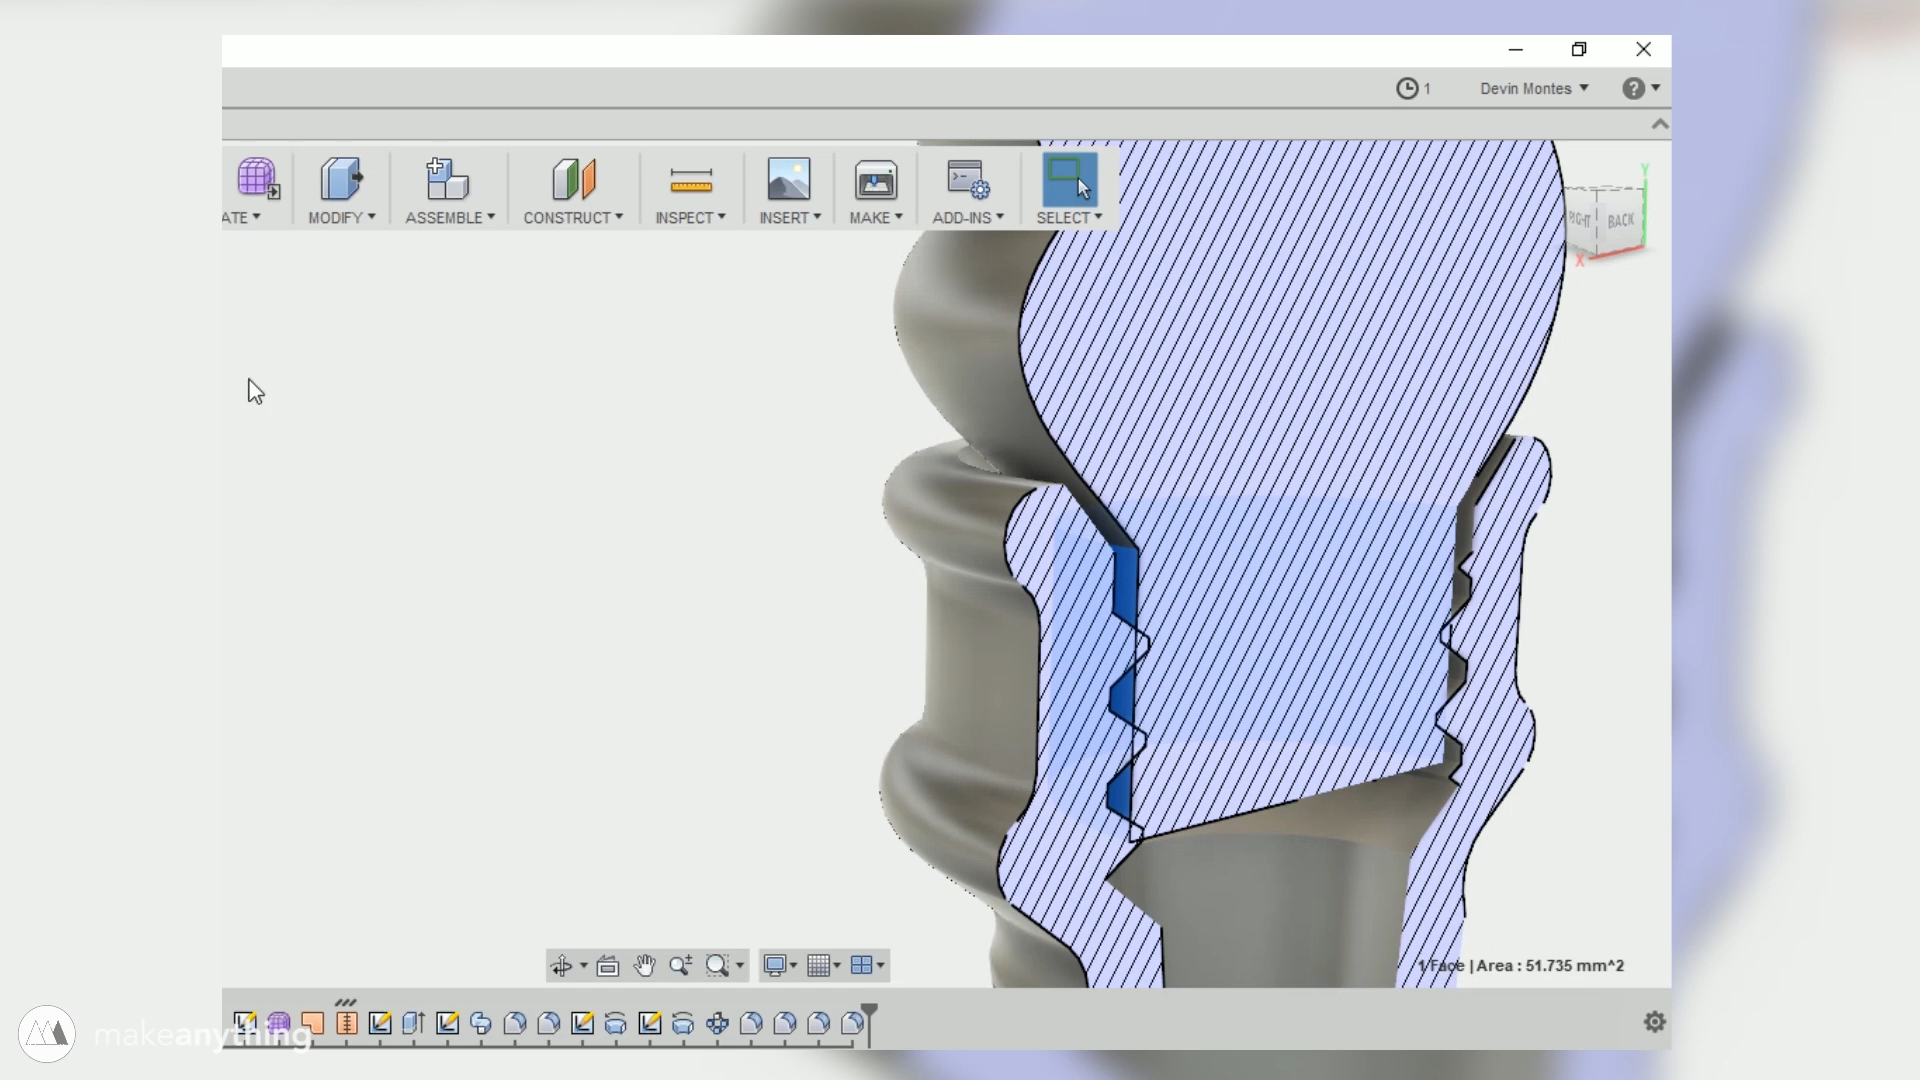 1
Devin Montes
?
Y
RIGHT
BACK
X
ATE
MODIFY
ASSEMBLE
CONSTRUCT
INSPECT
INSERT
MAKE
ADD-INS
SELECT
1 Face | Area : 51.735 mm^2
makeanything